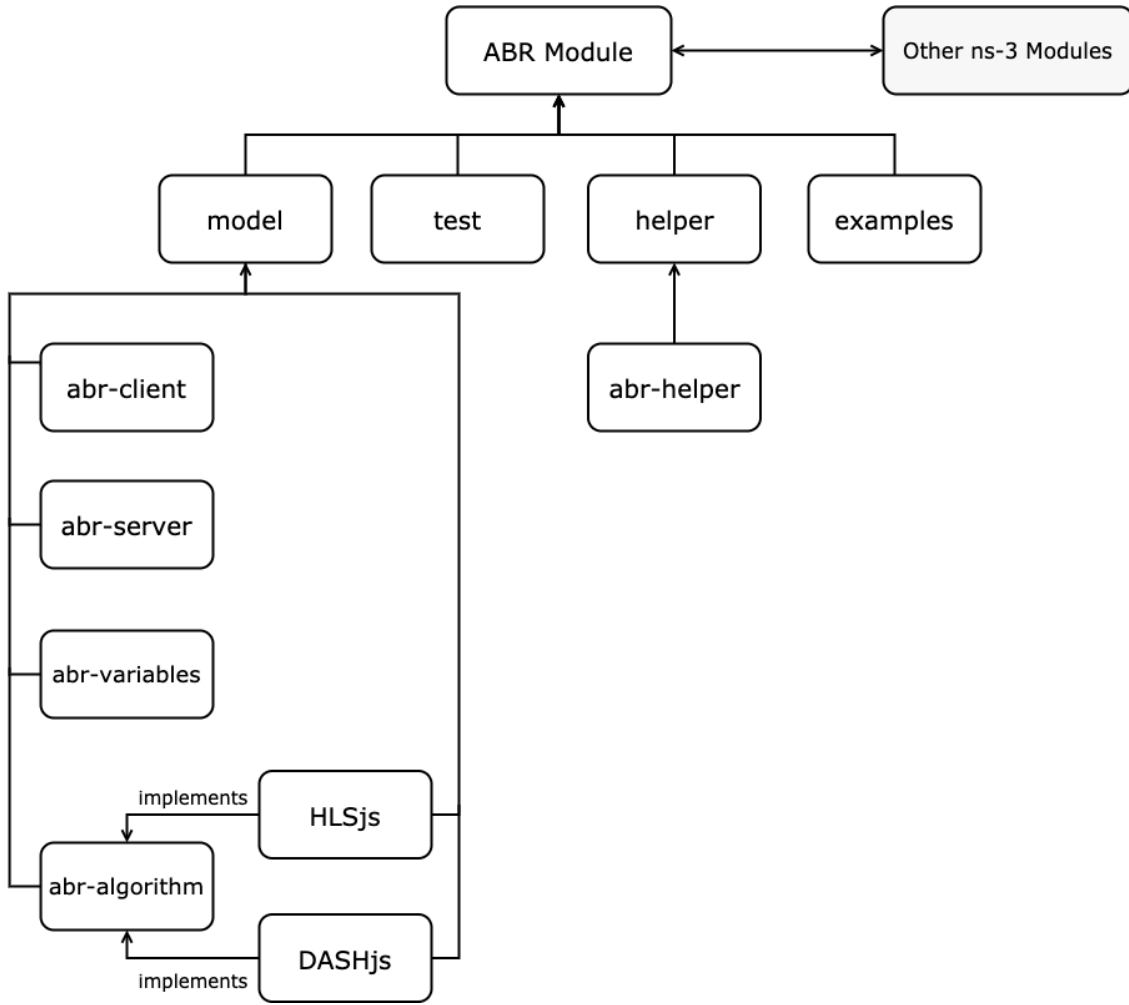 ABR Module
Other ns-3 Modules
model
test
helper
examples
abr-client
abr-helper
abr-server
abr-variables
implements
HLSjs
abr-algorithm
implements
DASHjs